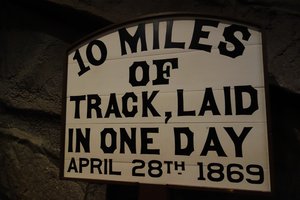 10 MILES
OF
TRACK, LAID
IN ONE DAY
APRIL 28TH 1869